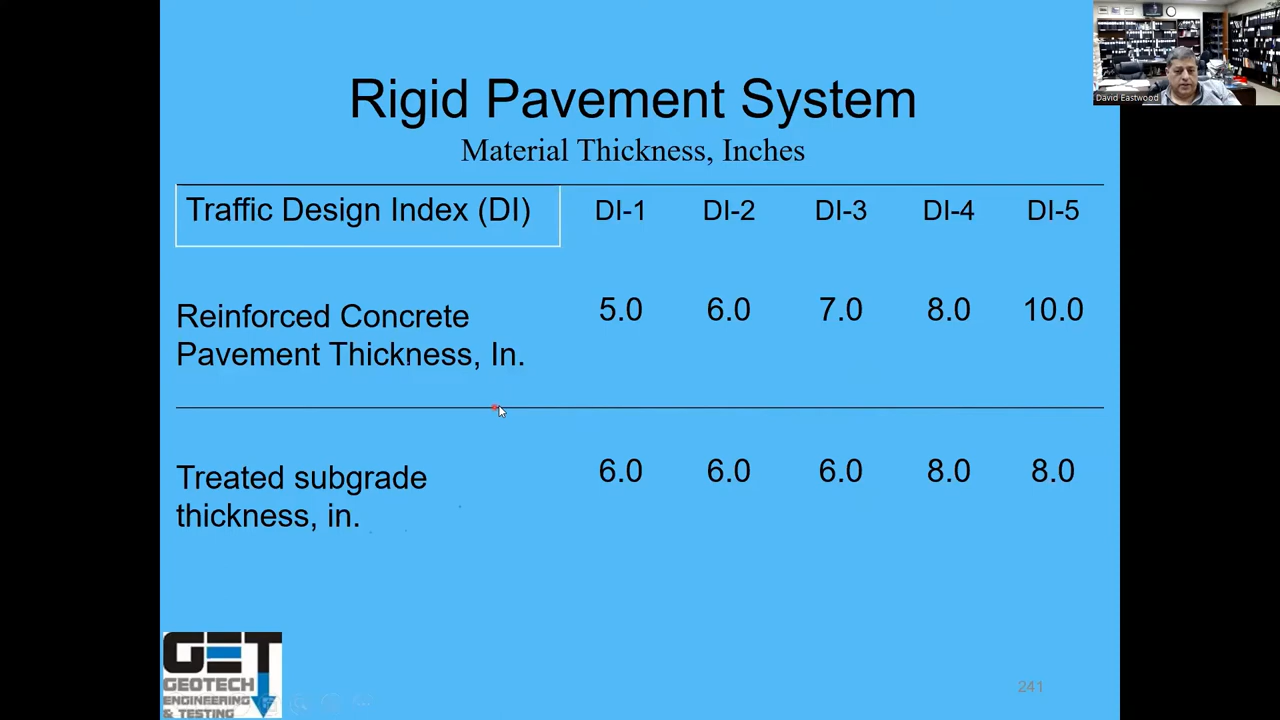 Rigid Pavement System
Material Thickness, Inches
Traffic Design Index (DI) DI-1 DI-2 DI-3 DI-4 DI-5
Reinforced Concrete
Pavement Thickness, In. 5.0 6.0 7.0 8.0 10.0
Treated subgrade
thickness, in. 6.0 6.0 6.0 8.0 8.0
GET
GEOTECH
ENGINEERING
& TESTING
241
David Eastwood